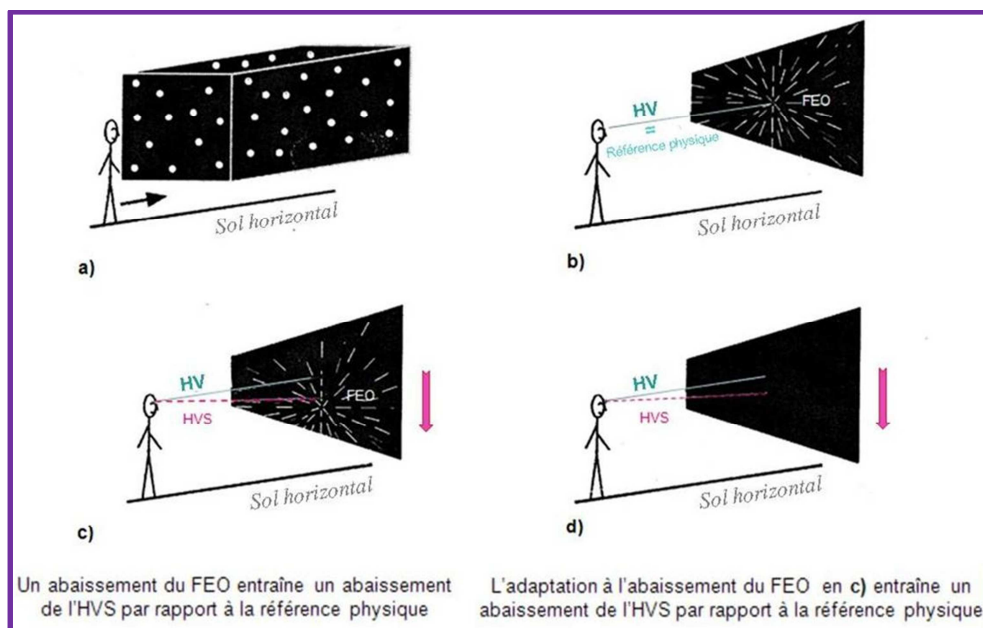 Sol horizontal
a)
HV
=
Référence physique
FEO
Sol horizontal
b)
HV
HVS
FEO
Sol horizontal
c)
HV
HVS
Sol horizontal
d)
Un abaissement du FEO entraîne un abaissement
de l'HVS par rapport à la référence physique
L'adaptation à l'abaissement du FEO en c) entraîne un
abaissement de l'HVS par rapport à la référence physique